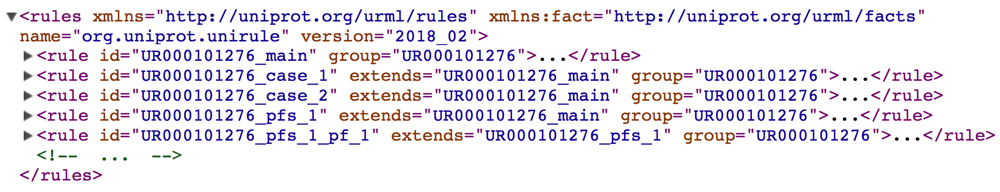 ▼<rules xmlns="http://uniprot.org/urml/rules" xmlns:fact="http://uniprot.org/urml/facts"
name="org.uniprot.unirule" version="2018_02">
▶<rule id="UR000101276_main" group="UR000101276">...</rule>
▶<rule id="UR000101276_case_1" extends="UR000101276_main" group="UR000101276">...</rule>
▶<rule id="UR000101276_case_2" extends="UR000101276_main" group="UR000101276">...</rule>
▶<rule id="UR000101276_pfs_1" extends="UR000101276_main" group="UR000101276">...</rule>
▶<rule id="UR000101276_pfs_1_pf_1" extends="UR000101276_pfs_1" group="UR000101276">...</rule>
<!--  ...  -->
</rules>